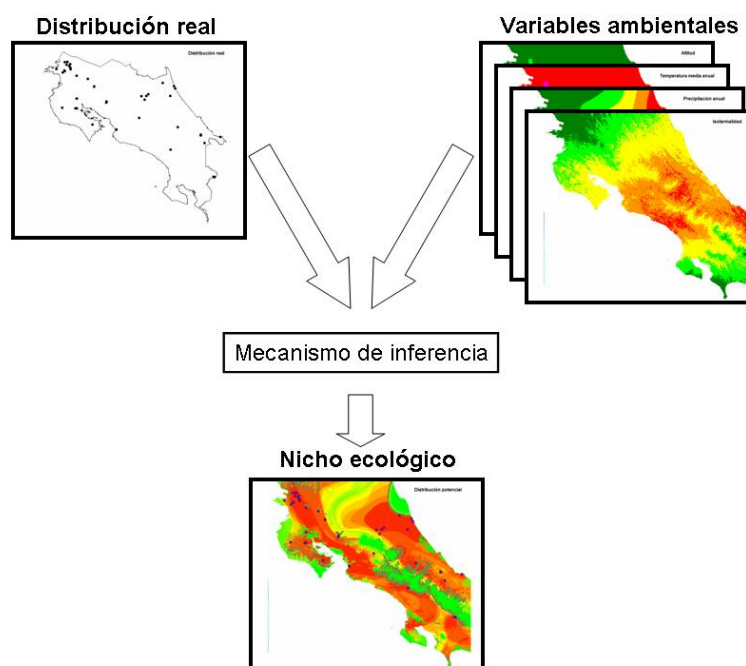 Distribución real
Variables ambientales
Distribución real
Altitud
Temperatura media anual
Precipitación anual
Isotermalidad
Mecanismo de inferencia
Nicho ecológico
Distribución potencial